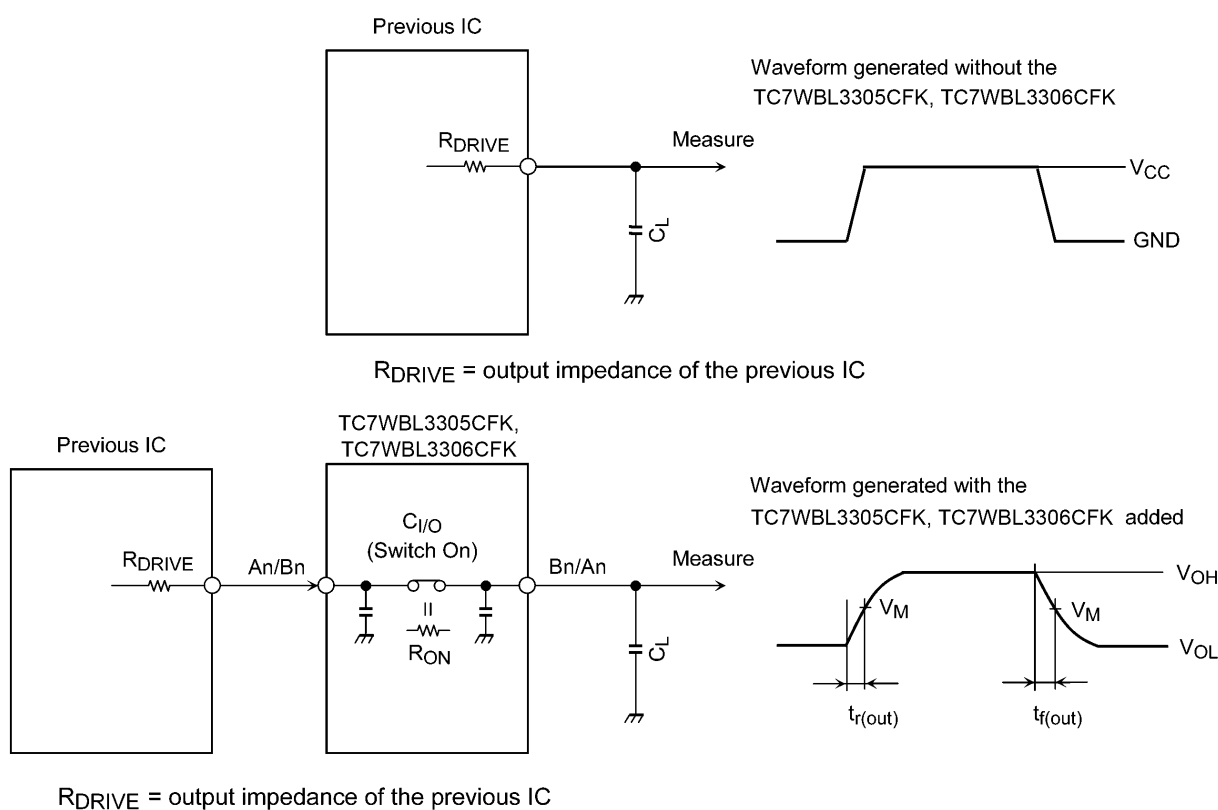 Previous IC
Waveform generated without the
TC7WBL3305CFK, TC7WBL3306CFK
RDRIVE
Measure
VCC
CL
GND
RDRIVE = output impedance of the previous IC
TC7WBL3305CFK,
TC7WBL3306CFK
Previous IC
Waveform generated with the
TC7WBL3305CFK, TC7WBL3306CFK added
CI/O
(Switch On)
RDRIVE
An/Bn
Bn/An
Measure
VOH
VM
VM
=
RON
CL
VOL
tr(out)
tf(out)
RDRIVE = output impedance of the previous IC